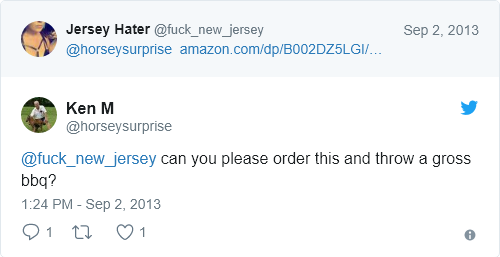 Jersey Hater @fuck_new_jersey Sep 2, 2013
@horseysurprise amazon.com/dp/B002DZ5LGI/…
Ken M
@horseysurprise
@fuck_new_jersey can you please order this and throw a gross
bbq?
1:24 PM - Sep 2, 2013
1 1